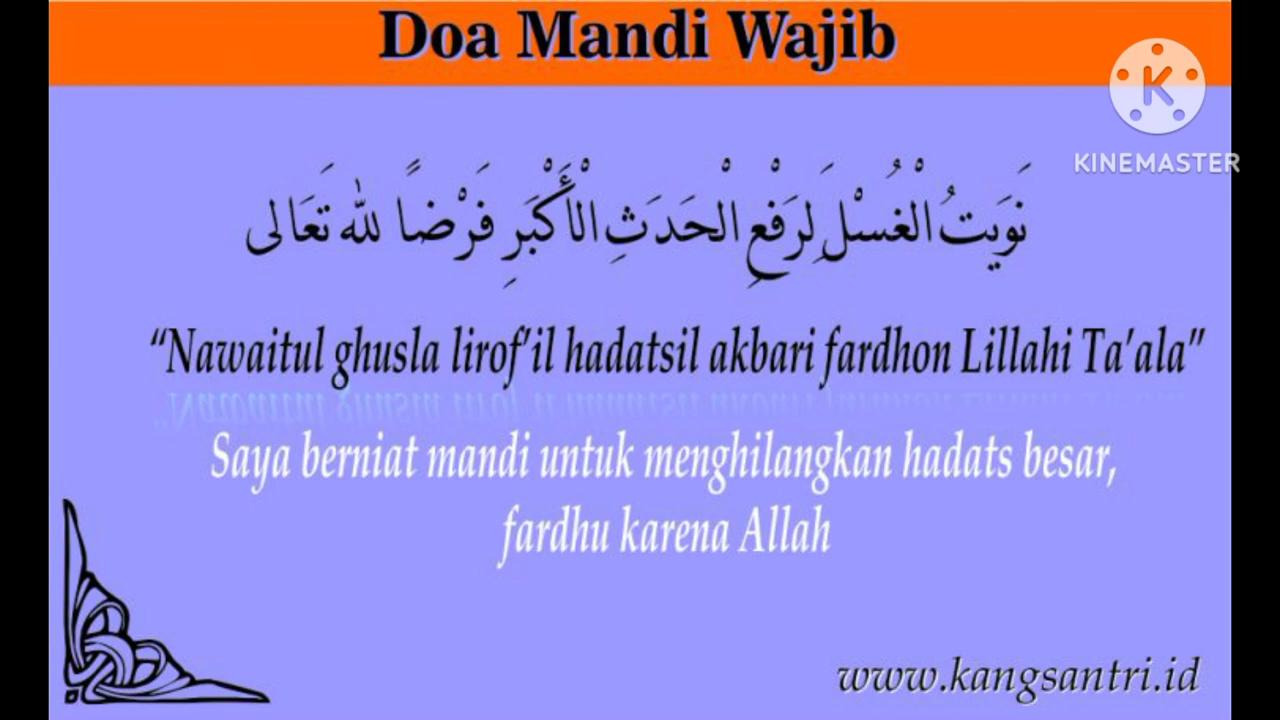 Doa Mandi Wajib
KINEMASTER
نَوَيْتُ الْغُسْلَ لِرَفْعِ الْحَدَثِ الْأَكْبَرِ فَرْضًا لِلّٰهِ تَعَالَى
“Nawaitul ghusla lirof’il hadatsil akbari fardhon Lillahi Ta’ala”
Saya berniat mandi untuk menghilangkan hadats besar,
fardhu karena Allah
www.kangsantri.id